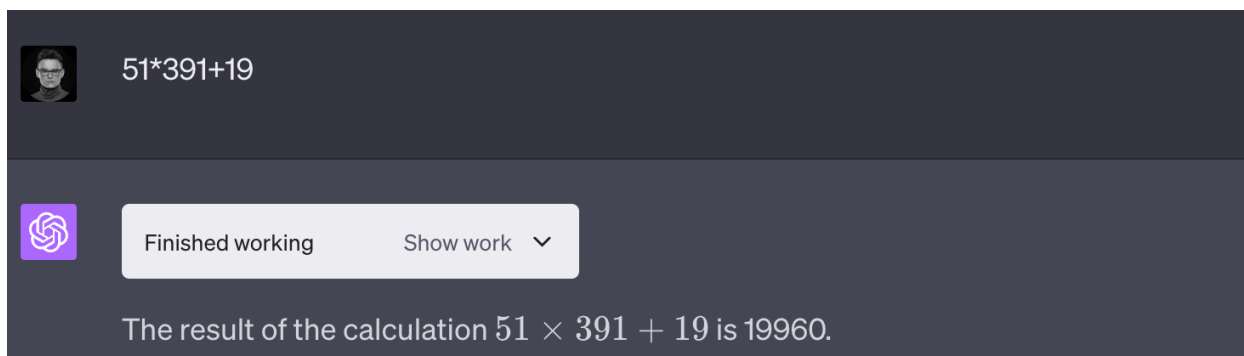 51*391+19
Finished working Show work
The result of the calculation 51 × 391 + 19 is 19960.